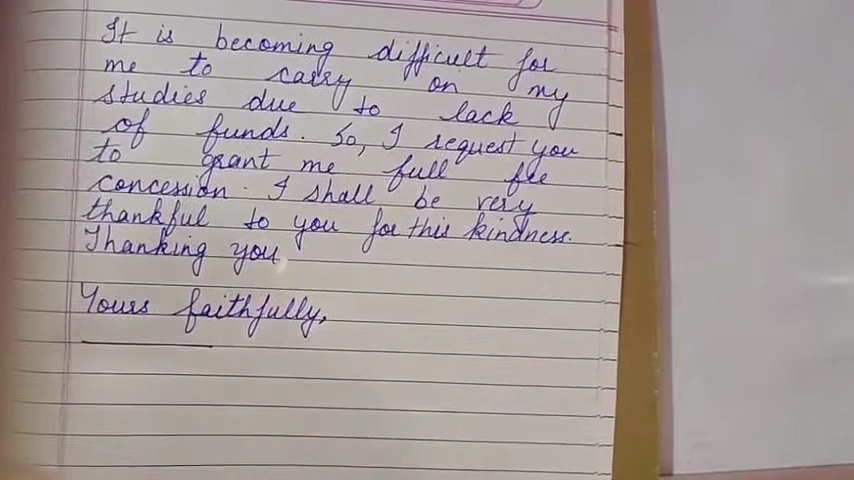 It is becoming difficult for
me to carry on my
studies due to lack
of funds. So, I request you
to grant me full fee
concession. I shall be very
thankful to you for this kindness.
Thanking you
Yours faithfully,